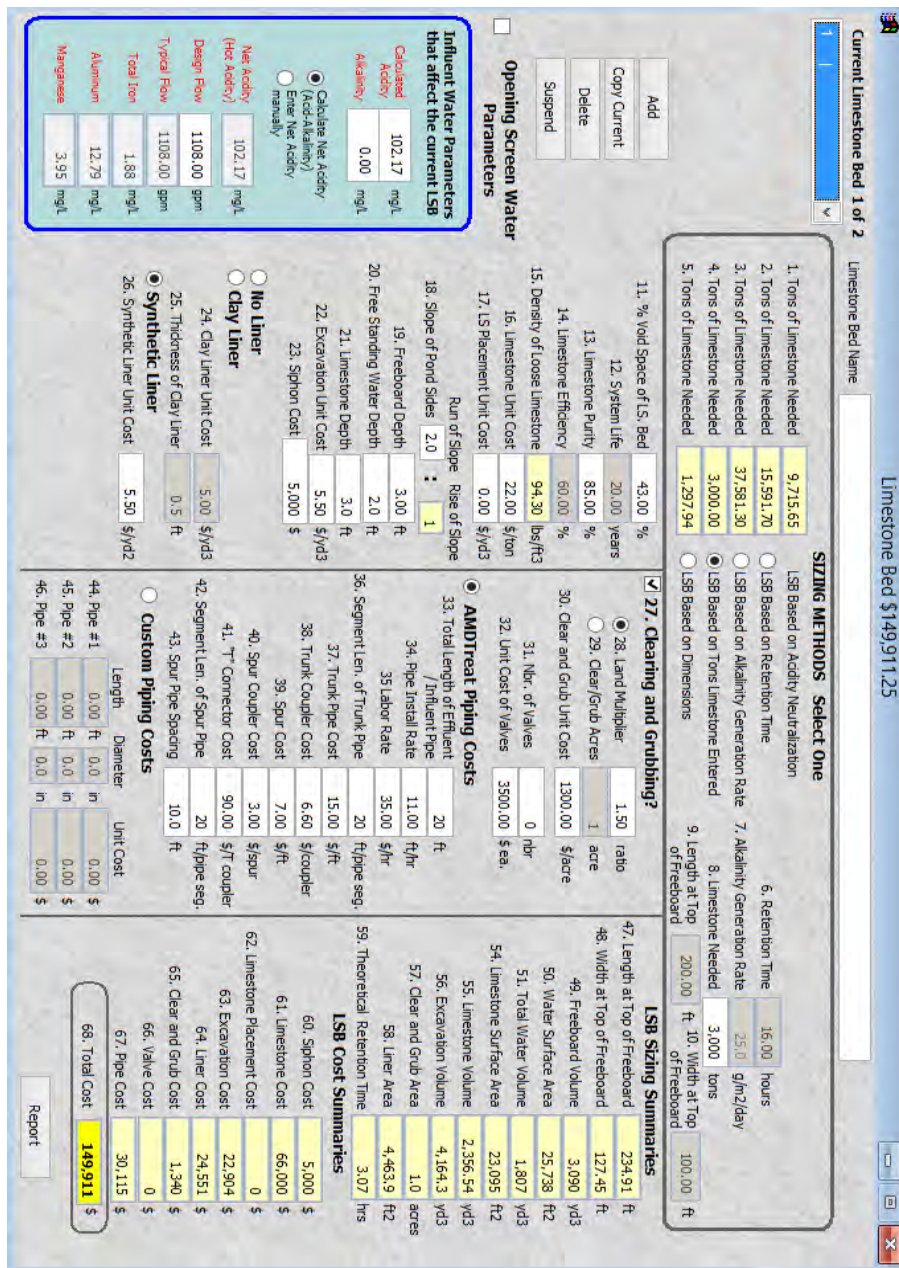 Limestone Bed $149,911.25
Current Limestone Bed 1 of 2
1
Limestone Bed Name
Add
Copy Current
Delete
Suspend
Opening Screen Water
Parameters
Influent Water Parameters
that affect the current LSB
Calculated
Acidity 102.17 mg/L
Alkalinity 0.00 mg/L
Calculate Net Acidity
(Acid-Alkalinity)
Enter Net Acidity
manually
Net Acidity
(Hot Acidity) 102.17 mg/L
Design Flow 1108.00 gpm
Typical Flow 1108.00 gpm
Total Iron 1.88 mg/L
Aluminum 12.79 mg/L
Manganese 3.95 mg/L
SIZING METHODS Select One
1. Tons of Limestone Needed 9,715.65 LSB Based on Acidity Neutralization
2. Tons of Limestone Needed 15,591.70 LSB Based on Retention Time 6. Retention Time 16.00 hours
3. Tons of Limestone Needed 37,581.30 LSB Based on Alkalinity Generation Rate 7. Alkalinity Generation Rate 25.0 g/m2/day
4. Tons of Limestone Needed 3,000.00 LSB Based on Tons Limestone Entered 8. Limestone Needed 3,000 tons
5. Tons of Limestone Needed 1,297.94 LSB Based on Dimensions 9. Length at Top
of Freeboard 200.00 ft 10. Width at Top
of Freeboard 100.00 ft
11. % Void Space of LS. Bed 43.00 %
12. System Life 20.00 years
13. Limestone Purity 85.00 %
14. Limestone Effiency 60.00 %
15. Density of Loose Limestone 94.30 lbs/ft3
16. Limestone Unit Cost 22.00 $/ton
17. LS Placement Unit Cost 0.00 $/yd3
Run of Slope Rise of Slope
18. Slope of Pond Sides 2.0 : 1
19. Freeboard Depth 3.00 ft
20. Free Standing Water Depth 2.0 ft
21. Limestone Depth 3.0 ft
22. Excavation Unit Cost 5.50 $/yd3
23. Siphon Cost 5,000 $
No Liner
Clay Liner
24. Clay Liner Unit Cost 5.00 $/yd3
25. Thickness of Clay Liner 0.5 ft
Synthetic Liner
26. Synthetic Liner Unit Cost 5.50 $/yd2
27. Clearing and Grubbing?
28. Land Multiplier 1.50 ratio
29. Clear/Grub Acres 1 acre
30. Clear and Grub Unit Cost 1300.00 $/acre
31. Nbr. of Valves 0 nbr
32. Unit Cost of Valves 3500.00 $ ea.
AMDTreat Piping Costs
33. Total Length of Effluent
/ Influent Pipe 20 ft
34. Pipe Install Rate 11.00 ft/hr
35 Labor Rate 35.00 $/hr
36. Segment Len. of Trunk Pipe 20 ft/pipe seg.
37. Trunk Pipe Cost 15.00 $/ft
38. Trunk Coupler Cost 6.60 $/coupler
39. Spur Cost 7.00 $/ft
40. Spur Coupler Cost 3.00 $/spur
41. "T" Connector Cost 90.00 $/T coupler
42. Segment Len. of Spur Pipe 20 ft/pipe seg.
43. Spur Pipe Spacing 10.0 ft
Custom Piping Costs
Length Diameter Unit Cost
44. Pipe #1 0.00 ft 0.0 in 0.00 $
45. Pipe #2 0.00 ft 0.0 in 0.00 $
46. Pipe #3 0.00 ft 0.0 in 0.00 $
LSB Sizing Summaries
47. Length at Top of Freeboard 234.91 ft
48. Width at Top of Freeboard 127.45 ft
49. Freeboard Volume 3,090 yd3
50. Water Surface Area 25,738 ft2
51. Total Water Volume 1,807 yd3
54. Limestone Surface Area 23,095 ft2
55. Limestone Volume 2,356.54 yd3
56. Excavation Volume 4,164.3 yd3
57. Clear and Grub Area 1.0 acres
58. Liner Area 4,463.9 ft2
59. Theoretical Retention Time 3.07 hrs
LSB Cost Summaries
60. Siphon Cost 5,000 $
61. Limestone Cost 66,000 $
62. Limestone Placement Cost 0 $
63. Excavation Cost 22,904 $
64. Liner Cost 24,551 $
65. Clear and Grub Cost 1,340 $
66. Valve Cost 0 $
67. Pipe Cost 30,115 $
68. Total Cost 149,911 $
Report